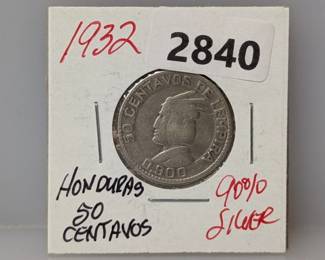 1932
2840
50 CENTAVOS DE LEMPIRA
0.900
HONDURAS
50
CENTAVOS
90%
SILVER